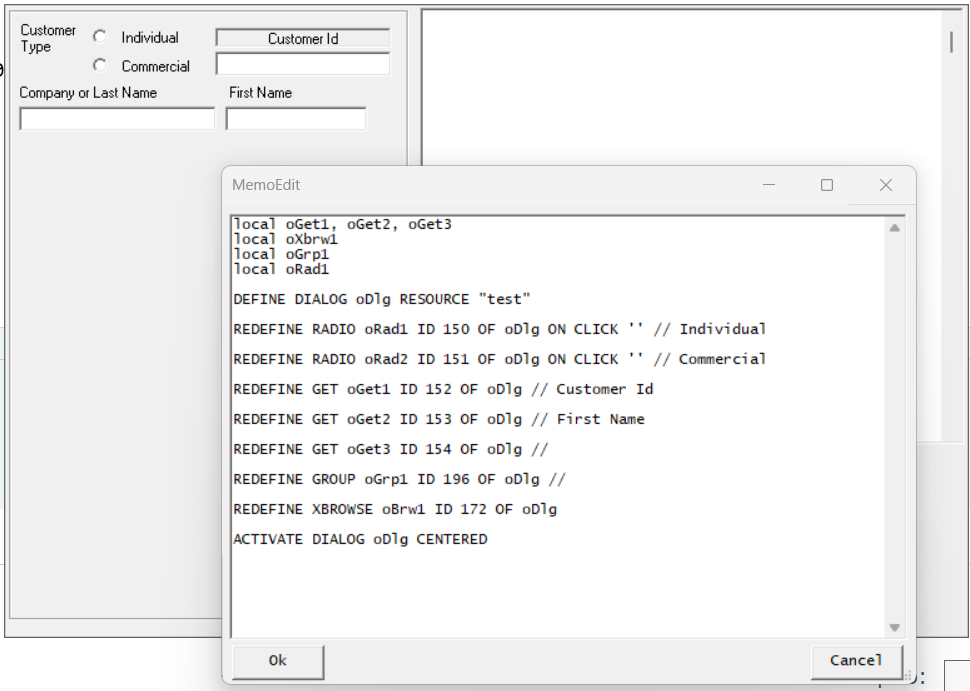 Customer
Type
Individual
Customer Id
Commercial
Company or Last Name
First Name
MemoEdit
local oGet1, oGet2, oGet3
local oXbrw1
local oGrp1
local oRad1
DEFINE DIALOG oDlg RESOURCE "test"
REDEFINE RADIO oRad1 ID 150 OF oDlg ON CLICK '' // Individual
REDEFINE RADIO oRad2 ID 151 OF oDlg ON CLICK '' // Commercial
REDEFINE GET oGet1 ID 152 OF oDlg // Customer Id
REDEFINE GET oGet2 ID 153 OF oDlg // First Name
REDEFINE GET oGet3 ID 154 OF oDlg //
REDEFINE GROUP oGrp1 ID 196 OF oDlg //
REDEFINE XBROWSE oBrw1 ID 172 OF oDlg
ACTIVATE DIALOG oDlg CENTERED
Ok
Cancel